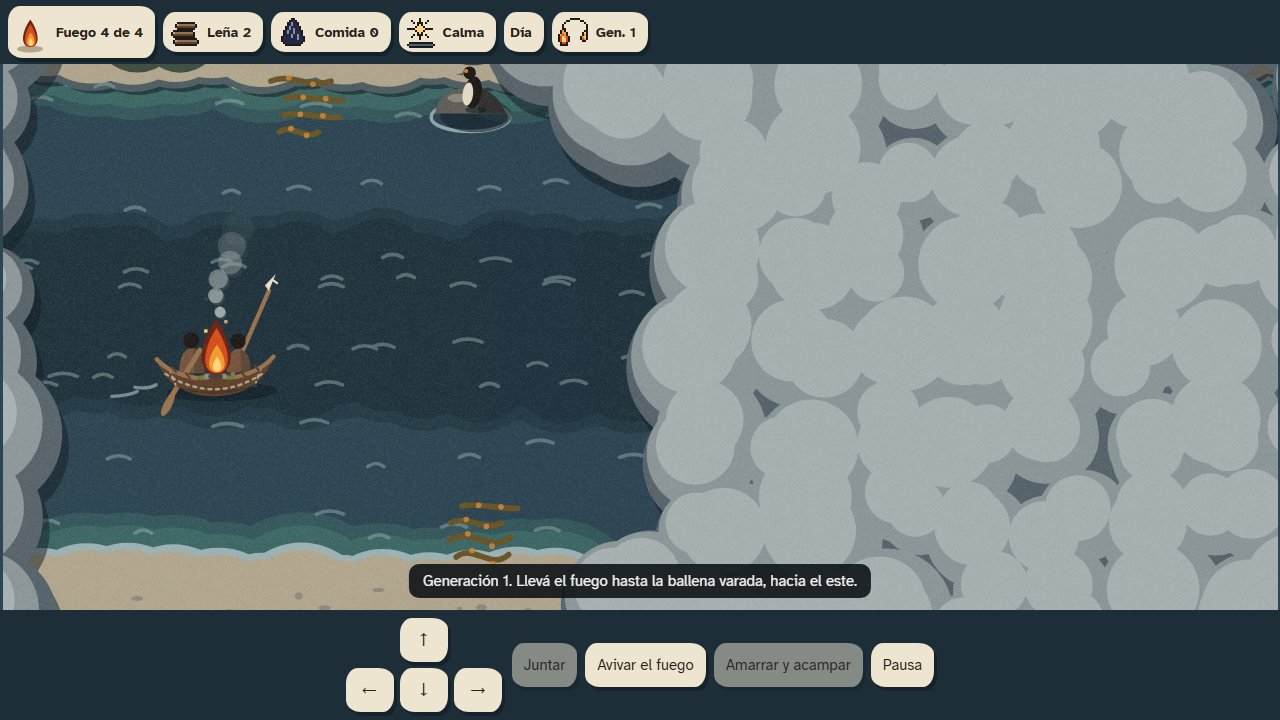 Fuego 4 de 4
Leña 2
Comida 0
Calma
Día
Gen. 1
Generación 1. Llevá el fuego hasta la ballena varada, hacia el este.
↑
← ↓ →
Juntar
Avivar el fuego
Amarrar y acampar
Pausa